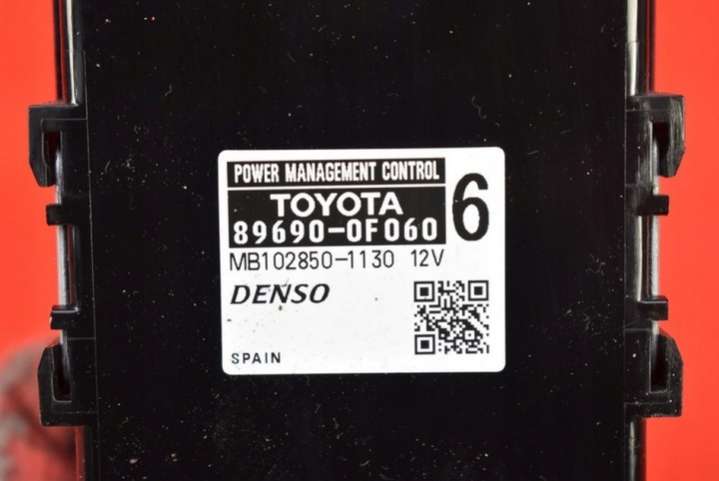 POWER MANAGEMENT CONTROL
TOYOTA 6
89690-0F060
MB102850-1130 12V
DENSO
SPAIN